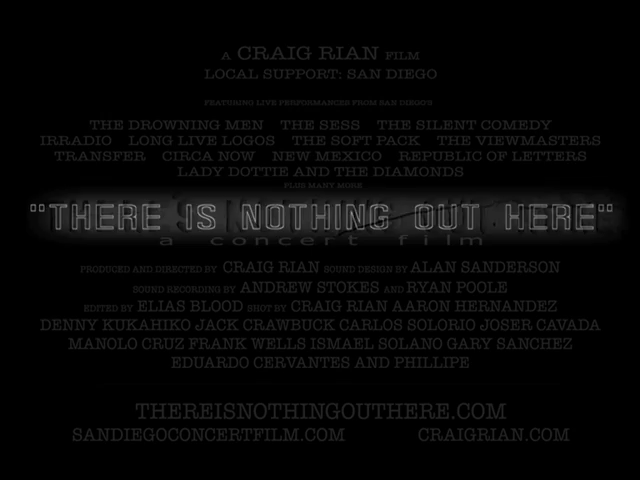 A CRAIG RIAN FILM
LOCAL SUPPORT: SAN DIEGO
FEATURING LIVE PERFORMANCES FROM SAN DIEGO'S
THE DROWNING MEN THE SESS THE SILENT COMEDY
IRRADIO LONG LIVE LOGOS THE SOFT PACK THE VIEWMASTERS
TRANSFER CIRCA NOW NEW MEXICO REPUBLIC OF LETTERS
LADY DOTTIE AND THE DIAMONDS
PLUS MANY MORE
"THERE IS NOTHING OUT HERE"
a concert film
PRODUCED AND DIRECTED BY CRAIG RIAN SOUND DESIGN BY ALAN SANDERSON
SOUND RECORDING BY ANDREW STOKES AND RYAN POOLE
EDITED BY ELIAS BLOOD SHOT BY CRAIG RIAN AARON HERNANDEZ
DENNY KUKAHIKO JACK CRAWBUCK CARLOS SOLORIO JOSER CAVADA
MANOLO CRUZ FRANK WELLS ISMAEL SOLANO GARY SANCHEZ
EDUARDO CERVANTES AND PHILLIPE
THEREISNOTHINGOUTHERE.COM
SANDIEGOCONCERTFILM.COM CRAIGRIAN.COM